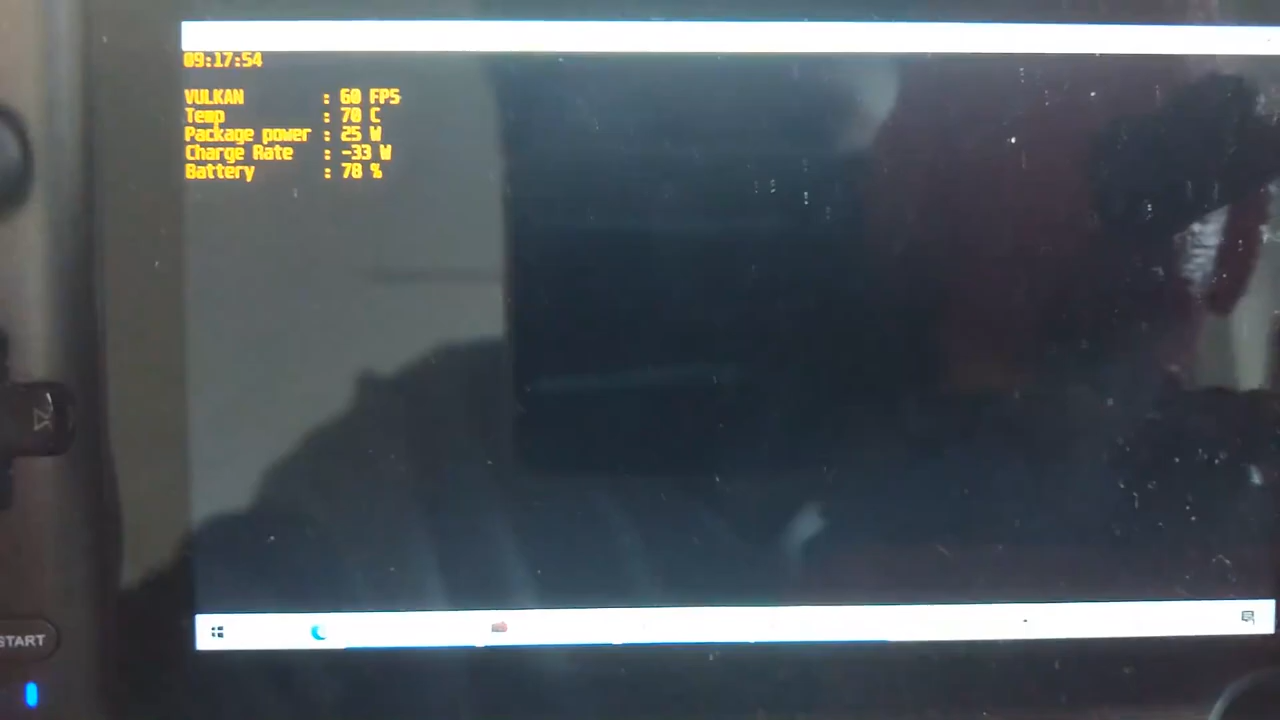 09:17:54
VULKAN : 60 FPS
Temp : 70 C
Package power : 25 W
Charge Rate : -33 W
Battery : 78 %
START